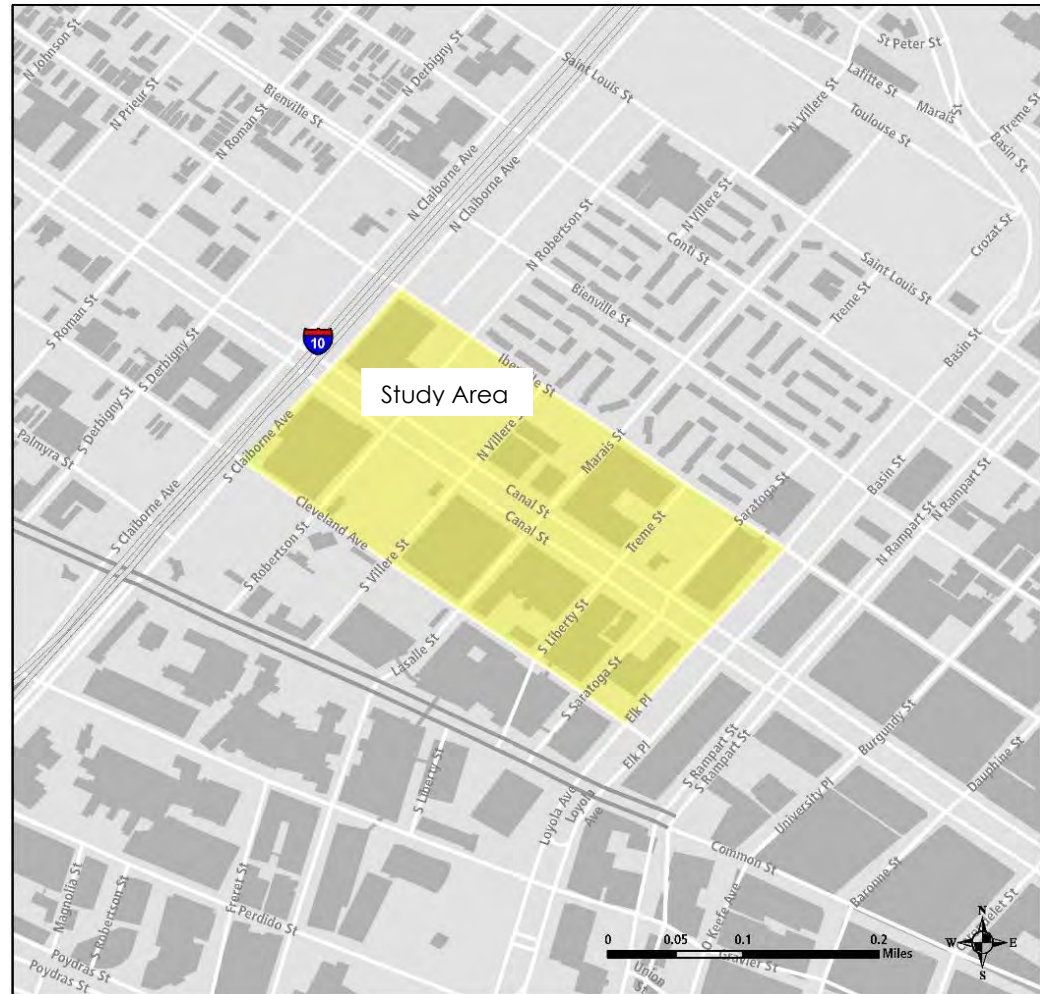 N Johnson St
N Prieur St
N Roman St
Bienville St
N Derbigny St
Saint Louis St
St Peter St
Lafitte St
Marais St
Toulouse St
N Villere St
Treme St
Basin St
N Claiborne Ave
N Claiborne Ave
N Robertson St
N Villere St
Conti St
Crozat St
Saint Louis St
Treme St
Bienville St
Basin St
S Roman St
S Derbigny St
S Derbigny St
10
Study Area
Iberville St
S Claiborne Ave
Palmyra St
S Claiborne Ave
N Villere St
Marais St
Canal St
Canal St
Treme St
Saratoga St
Basin St
N Rampart St
N Rampart St
Cleveland Ave
S Robertson St
S Villere St
Lasalle St
S Liberty St
S Saratoga St
Elk Pl
Elk Pl
S Rampart St
S Rampart St
Burgundy St
Dauphine St
University Pl
S Liberty St
Loyola Ave
Loyola Ave
Common St
Baronne St
O Keefe Ave
Magnolia St
S Robertson St
Freret St
Perdido St
Poydras St
Poydras St
Union St
Gravier St
0 0.05 0.1 0.2
Miles
N
W E
S